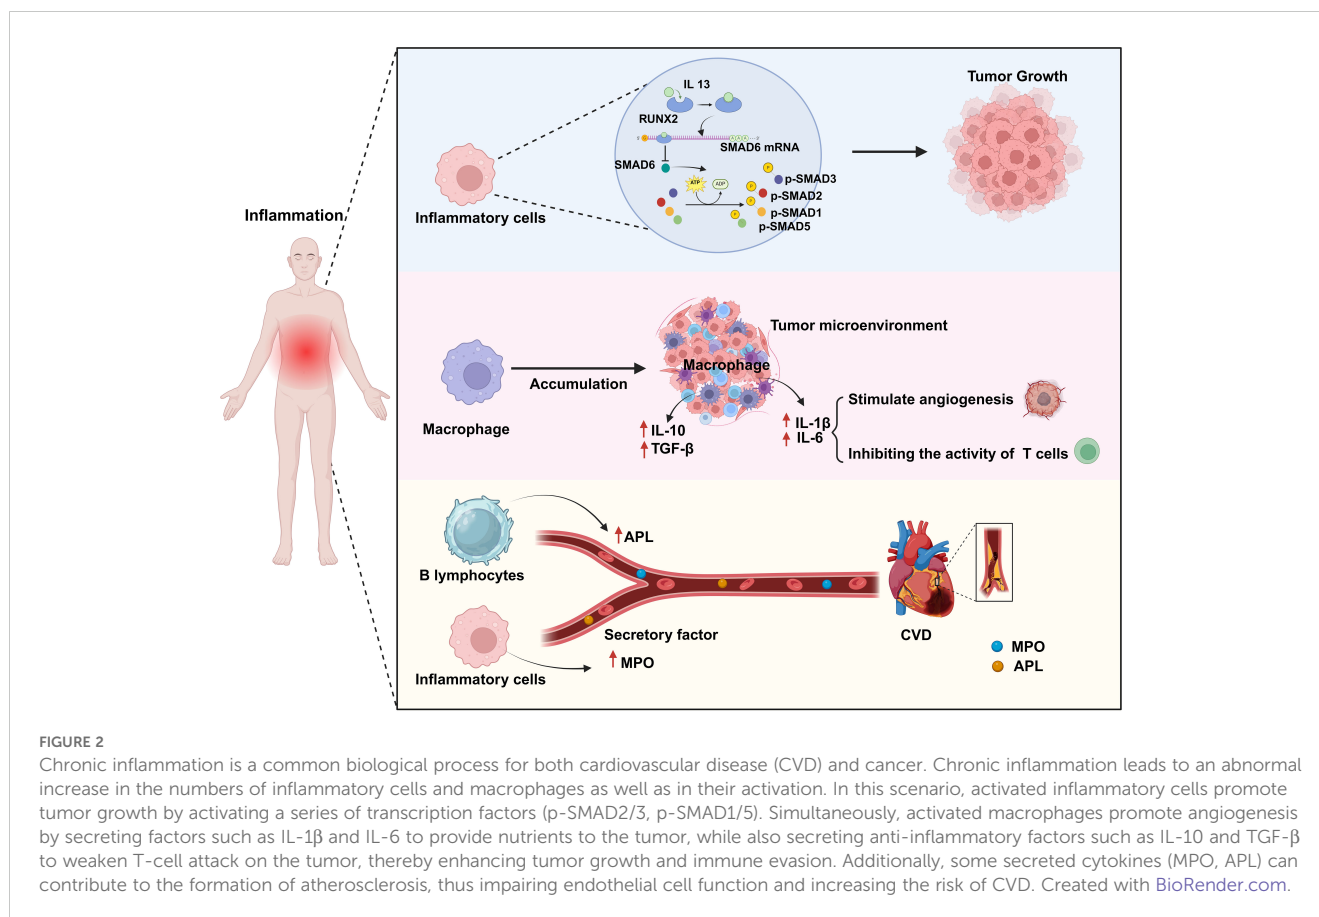 Inflammation
Inflammatory cells
IL 13
RUNX2
SMAD6 mRNA
SMAD6
ATP
ADP
P
P
P
P
p-SMAD3
p-SMAD2
p-SMAD1
p-SMAD5
Tumor Growth
Macrophage
Accumulation
Tumor microenvironment
Macrophage
IL-10
TGF-β
IL-1β
IL-6
Stimulate angiogenesis
Inhibiting the activity of T cells
B lymphocytes
APL
Inflammatory cells
Secretory factor
MPO
CVD
MPO
APL
FIGURE 2
Chronic inflammation is a common biological process for both cardiovascular disease (CVD) and cancer. Chronic inflammation leads to an abnormal
increase in the numbers of inflammatory cells and macrophages as well as in their activation. In this scenario, activated inflammatory cells promote
tumor growth by activating a series of transcription factors (p-SMAD2/3, p-SMAD1/5). Simultaneously, activated macrophages promote angiogenesis
by secreting factors such as IL-1β and IL-6 to provide nutrients to the tumor, while also secreting anti-inflammatory factors such as IL-10 and TGF-β
to weaken T-cell attack on the tumor, thereby enhancing tumor growth and immune evasion. Additionally, some secreted cytokines (MPO, APL) can
contribute to the formation of atherosclerosis, thus impairing endothelial cell function and increasing the risk of CVD. Created with BioRender.com.